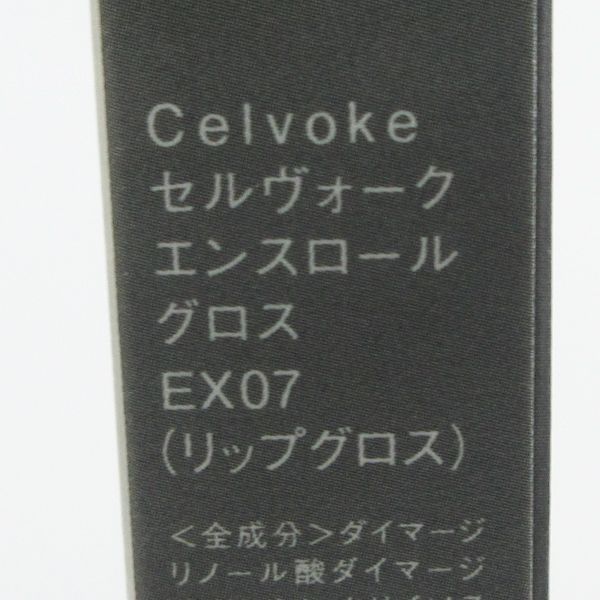 Celvoke
セルヴォーク
エンスロール
グロス
EX07
(リップグロス)
<全成分>ダイマージ
リノール酸ダイマージ